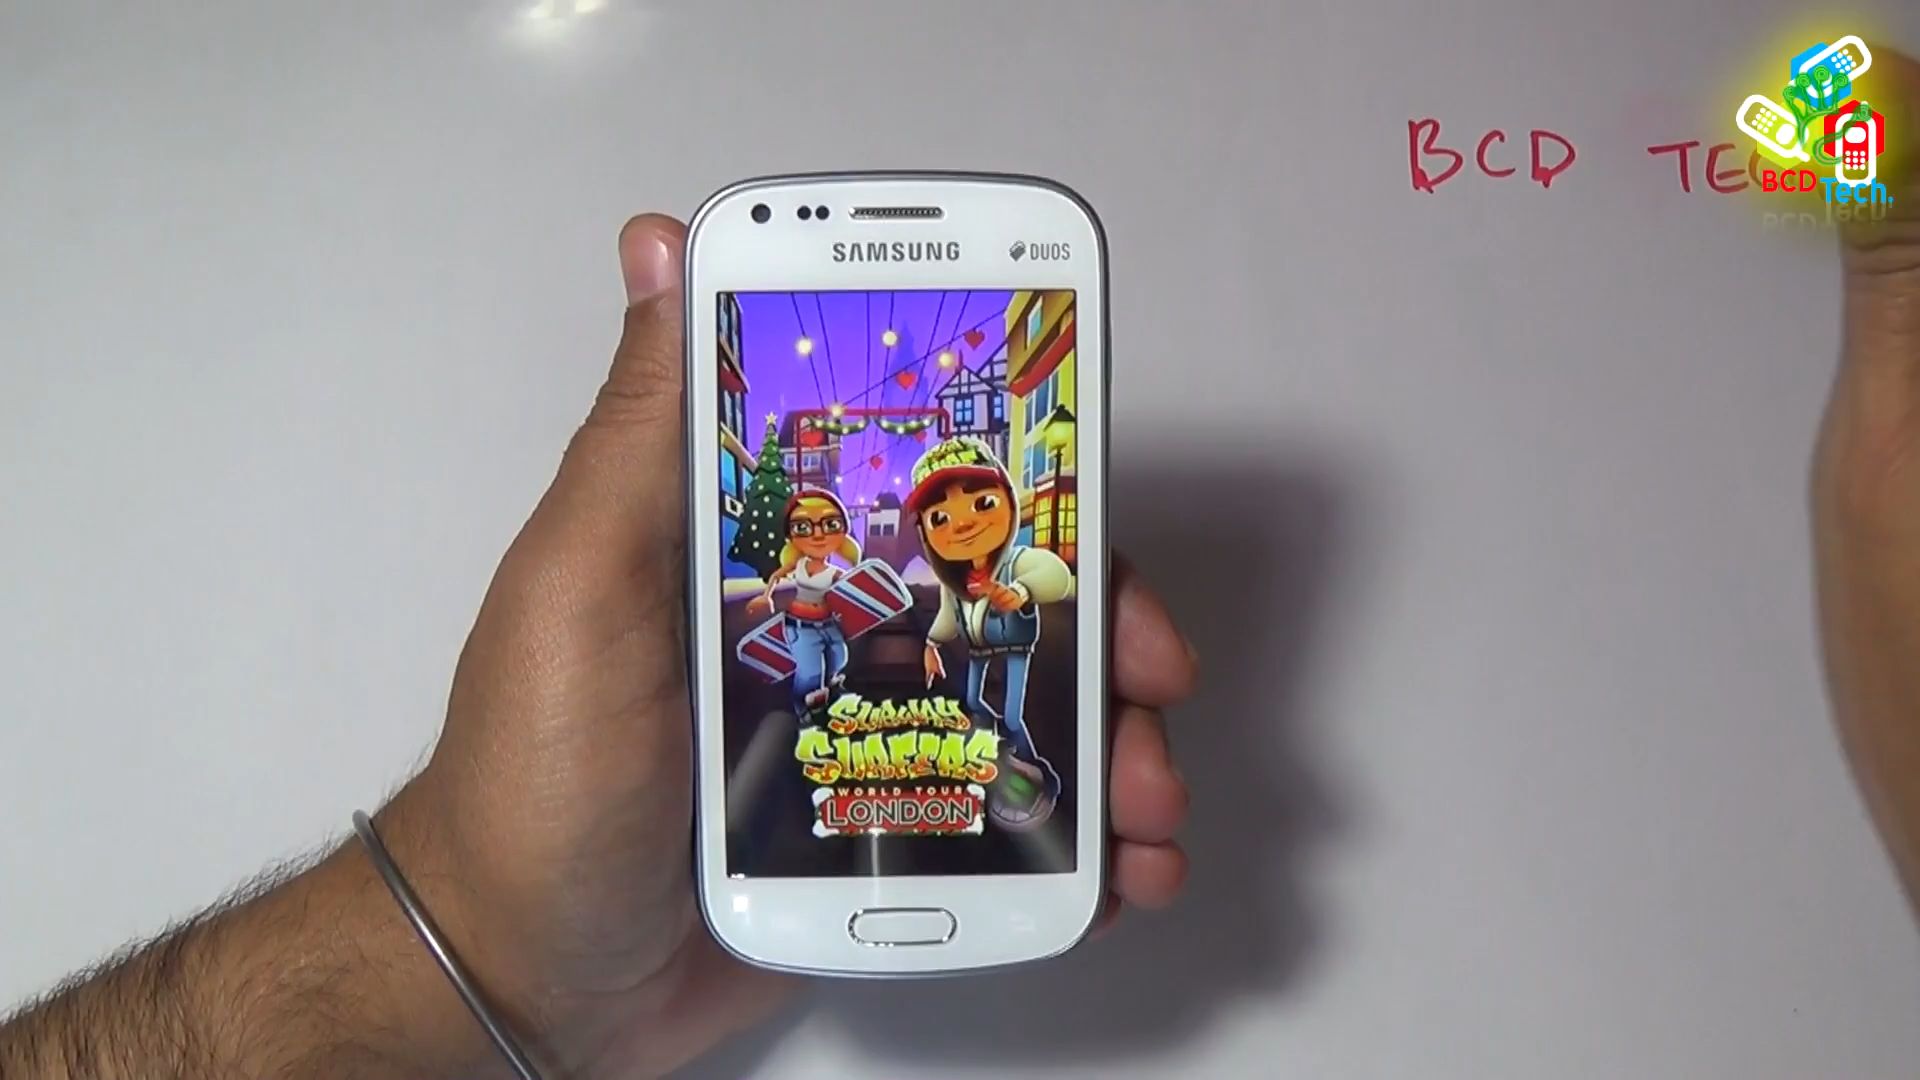 BCD TEC
BCD Tech.
SAMSUNG
DUOS
SUBWAY
SURFERS
WORLD TOUR
LONDON